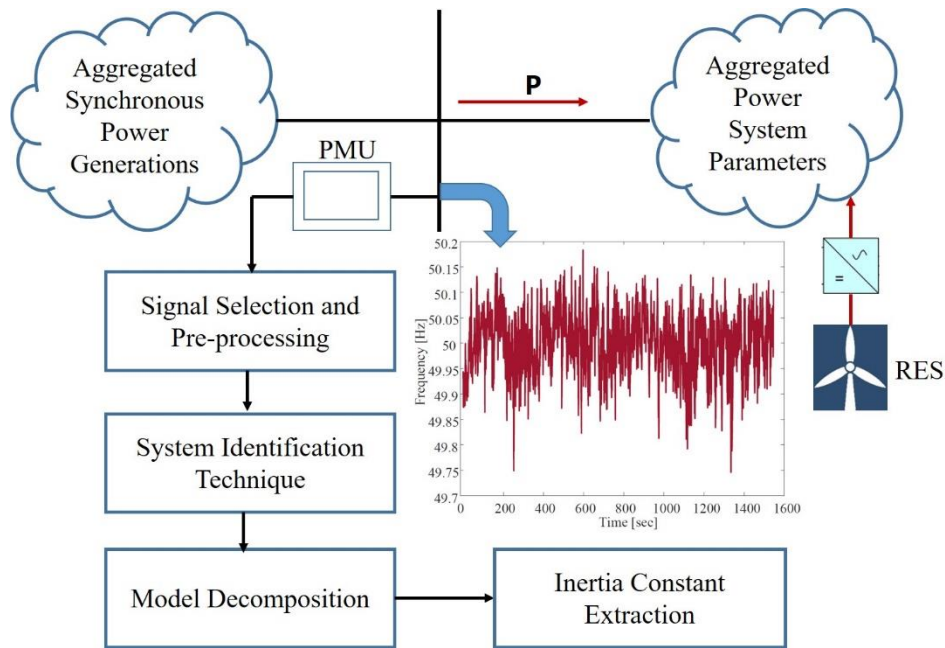 Aggregated
Synchronous
Power
Generations
P
Aggregated
Power
System
Parameters
PMU
Signal Selection and
Pre-processing
System Identification
Technique
Model Decomposition
Inertia Constant
Extraction
RES
=
Frequency [Hz]
50.2
50.15
50.1
50.05
50
49.95
49.9
49.85
49.8
49.75
49.7
0 200 400 600 800 1000 1200 1400 1600
Time [sec]